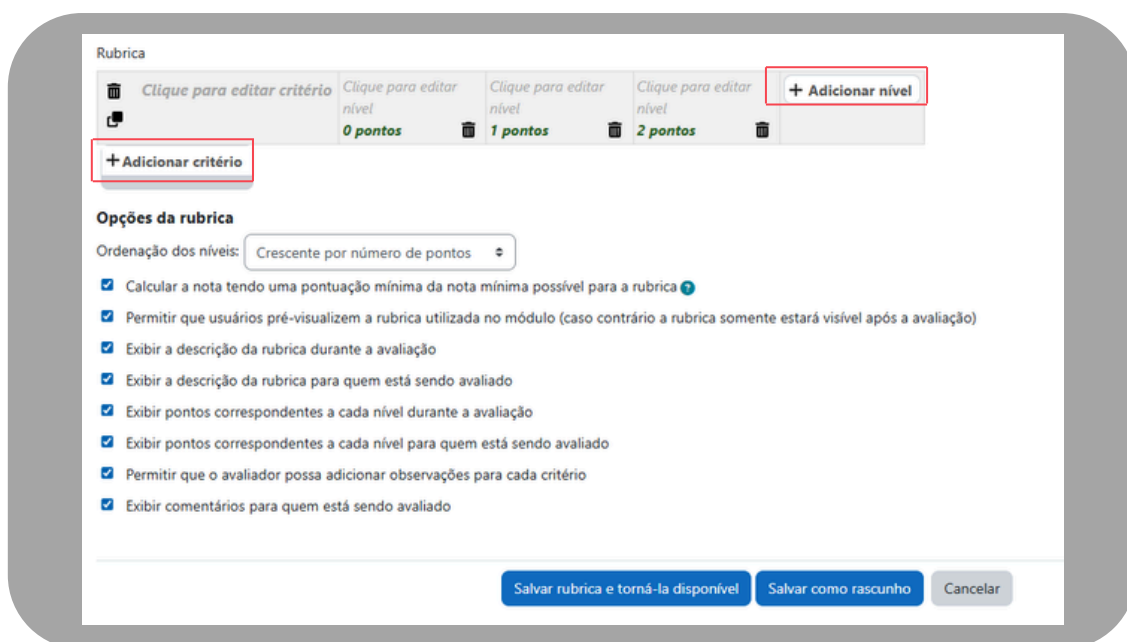 Rubrica
Clique para editar critério
Clique para editar nível
0 pontos
Clique para editar nível
1 pontos
Clique para editar nível
2 pontos
+ Adicionar nível
+ Adicionar critério
Opções da rubrica
Ordenação dos níveis: Crescente por número de pontos
Calcular a nota tendo uma pontuação mínima da nota mínima possível para a rubrica ?
Permitir que usuários pré-visualizem a rubrica utilizada no módulo (caso contrário a rubrica somente estará visível após a avaliação)
Exibir a descrição da rubrica durante a avaliação
Exibir a descrição da rubrica para quem está sendo avaliado
Exibir pontos correspondentes a cada nível durante a avaliação
Exibir pontos correspondentes a cada nível para quem está sendo avaliado
Permitir que o avaliador possa adicionar observações para cada critério
Exibir comentários para quem está sendo avaliado
Salvar rubrica e torná-la disponível Salvar como rascunho Cancelar